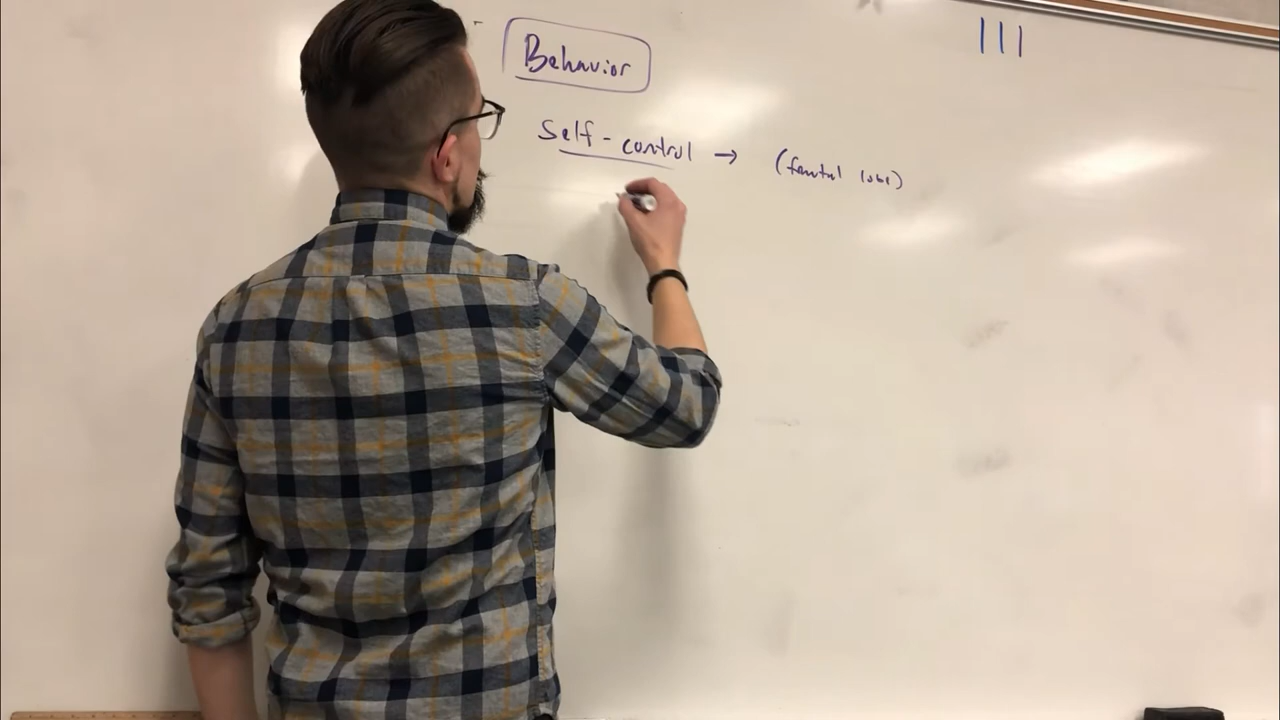 Behavior
Self-control → (frontal lobe)
|||